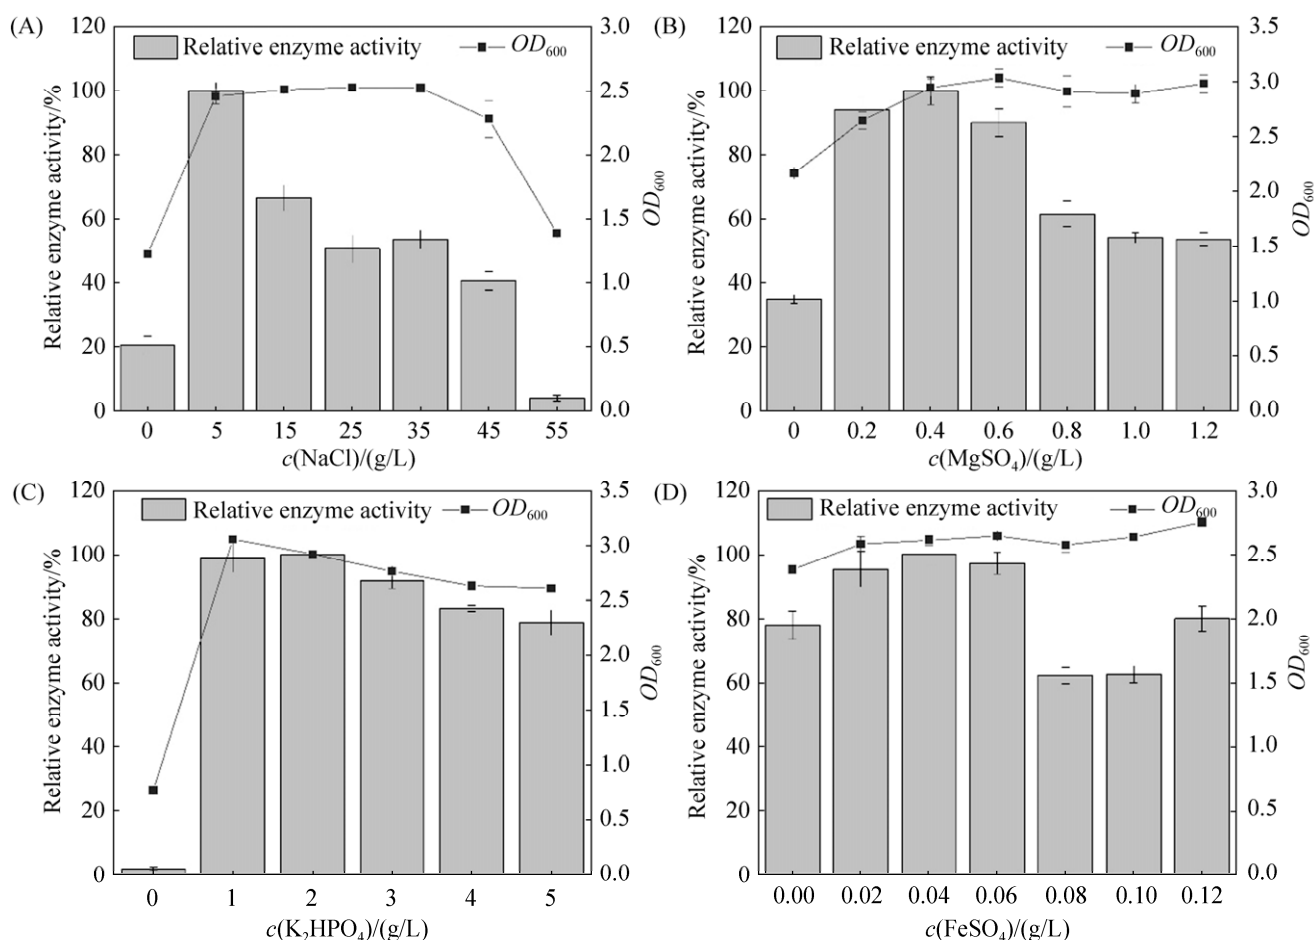 (A)
Relative enzyme activity
OD600
120
100
80
60
40
20
0
Relative enzyme activity/%
3.0
2.5
2.0
1.5
1.0
0.5
0.0
OD600
0 5 15 25 35 45 55
c(NaCl)/(g/L)
(B)
Relative enzyme activity
OD600
120
100
80
60
40
20
0
Relative enzyme activity/%
3.5
3.0
2.5
2.0
1.5
1.0
0.5
0.0
OD600
0 0.2 0.4 0.6 0.8 1.0 1.2
c(MgSO4)/(g/L)
(C)
Relative enzyme activity
OD600
120
100
80
60
40
20
0
Relative enzyme activity/%
3.5
3.0
2.5
2.0
1.5
1.0
0.5
0.0
OD600
0 1 2 3 4 5
c(K2HPO4)/(g/L)
(D)
Relative enzyme activity
OD600
120
100
80
60
40
20
0
Relative enzyme activity/%
3.0
2.5
2.0
1.5
1.0
0.5
0.0
OD600
0.00 0.02 0.04 0.06 0.08 0.10 0.12
c(FeSO4)/(g/L)